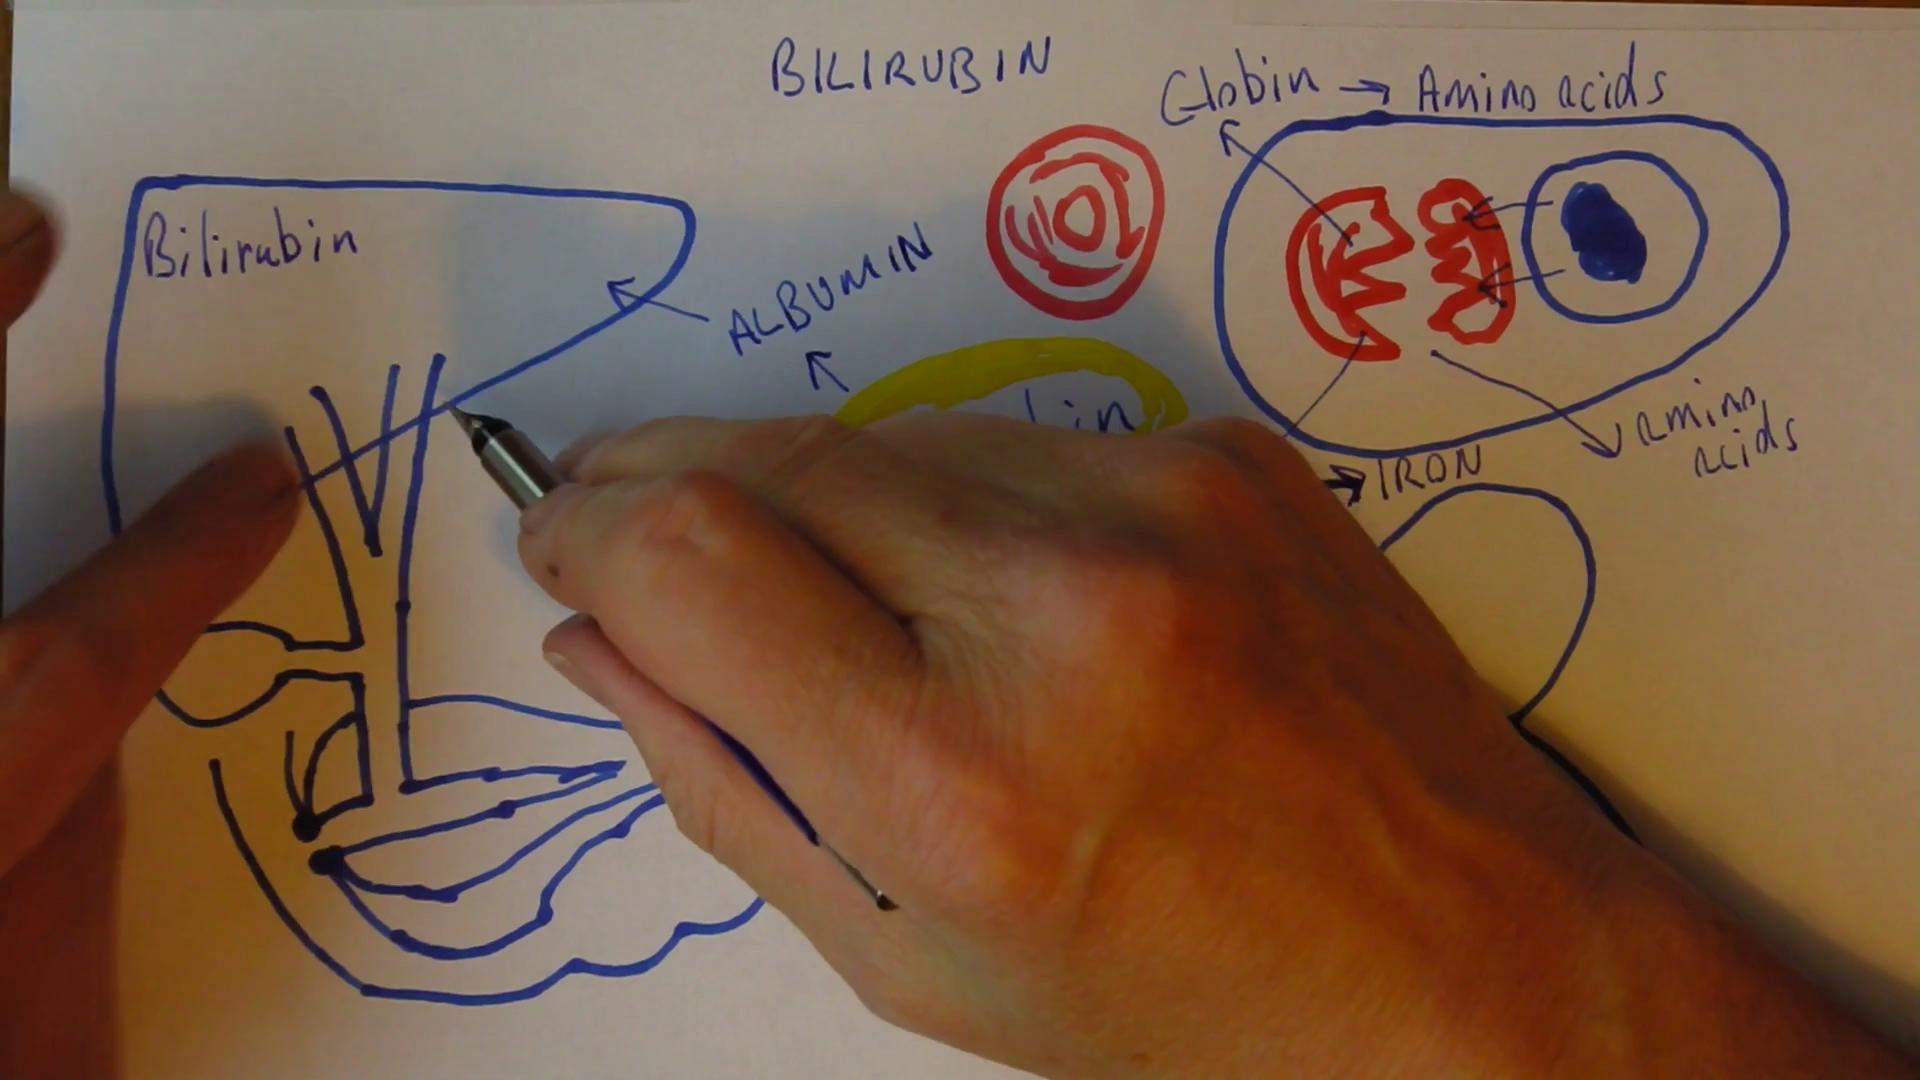 BILIRUBIN
Globin → Amino acids
Bilirubin
ALBUMIN
amino
acids
→ IRON